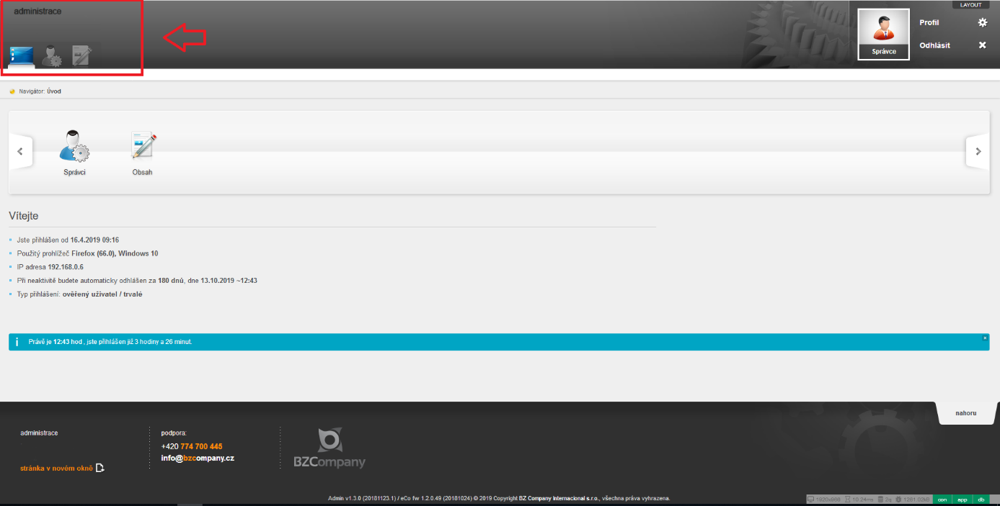 administrace
LAYOUT
Profil
Správce
Odhlásit
Navigátor: Úvod
Správci
Obsah
Vítejte
Jste přihlášen od 16.4.2019 09:16
Použitý prohlížeč Firefox (66.0), Windows 10
IP adresa 192.168.0.6
Při neaktivitě budete automaticky odhlášen za 180 dnů, dne 13.10.2019 ~12:43
Typ přihlášení: ověřený uživatel / trvalé
Právě je 12:43 hod , jste přihlášen již 3 hodiny a 26 minut.
nahoru
administrace
stránka v novém okně
podpora:
+420 774 700 445
info@bzcompany.cz
BZCompany
Admin v1.3.0 (20181123.1) / eCo fw 1.2.0.49 (20181024) © 2019 Copyright BZ Company Internacional s.r.o., všechna práva vyhrazena.
1920x966 10.24ms 2q 1261.02kB con app db